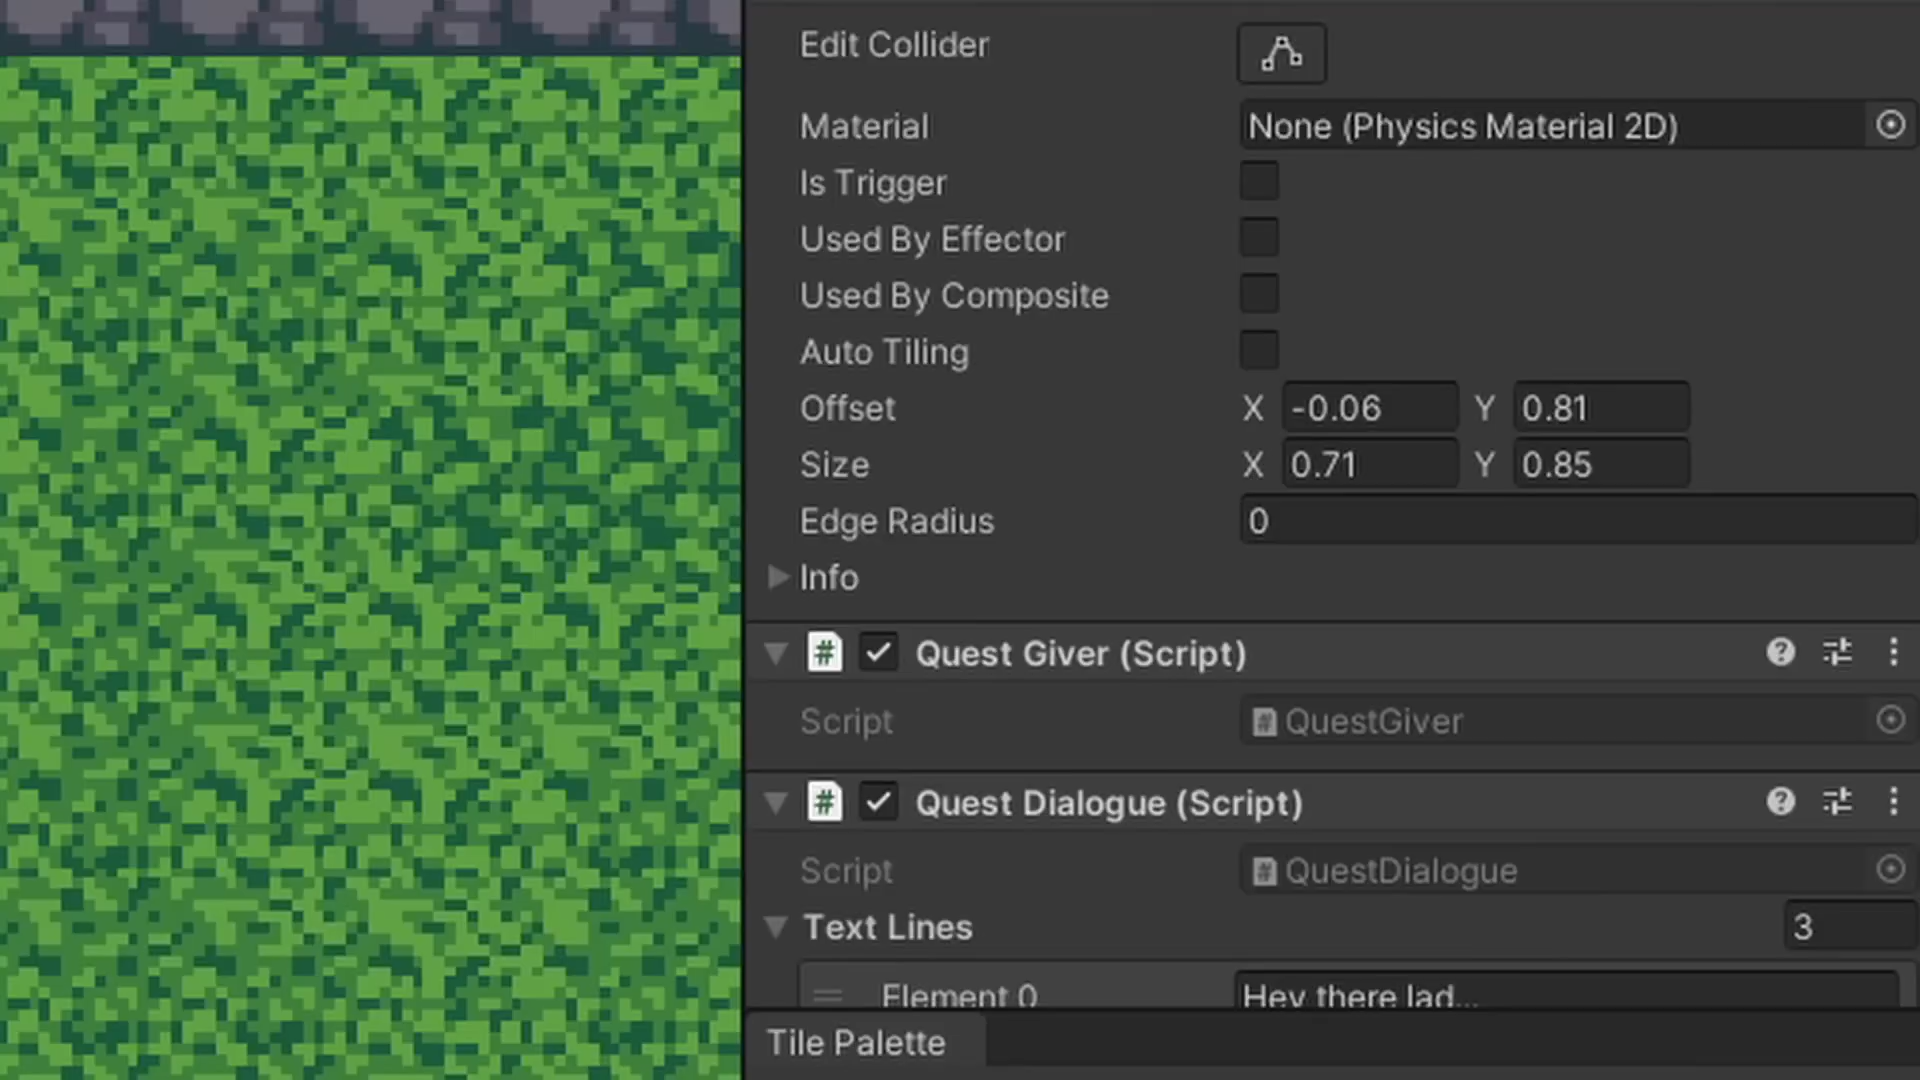 Edit Collider
Material None (Physics Material 2D)
Is Trigger
Used By Effector
Used By Composite
Auto Tiling
Offset X -0.06 Y 0.81
Size X 0.71 Y 0.85
Edge Radius 0
Info
# Quest Giver (Script)
Script # QuestGiver
# Quest Dialogue (Script)
Script # QuestDialogue
Text Lines 3
Element 0 Hey there lad...
Tile Palette